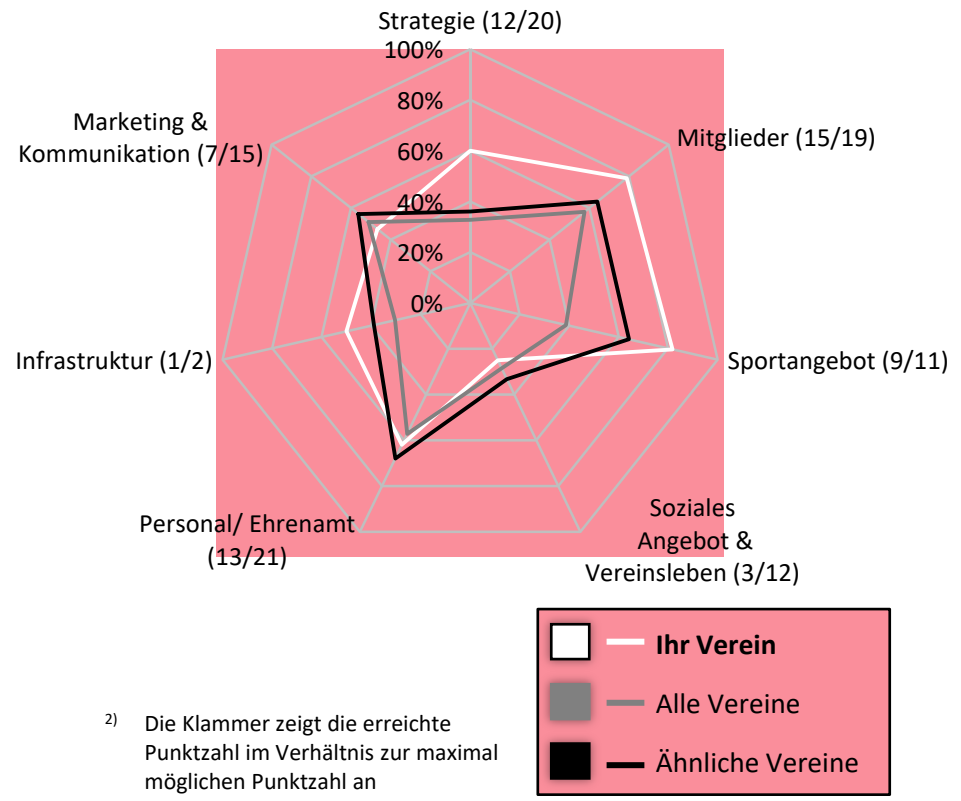 Strategie (12/20)
100%
80%
60%
40%
20%
0%
Mitglieder (15/19)
Sportangebot (9/11)
Soziales
Angebot &
Vereinsleben (3/12)
Personal/ Ehrenamt
(13/21)
Infrastruktur (1/2)
Marketing &
Kommunikation (7/15)
Ihr Verein
Alle Vereine
Ähnliche Vereine
2) Die Klammer zeigt die erreichte
Punktzahl im Verhältnis zur maximal
möglichen Punktzahl an